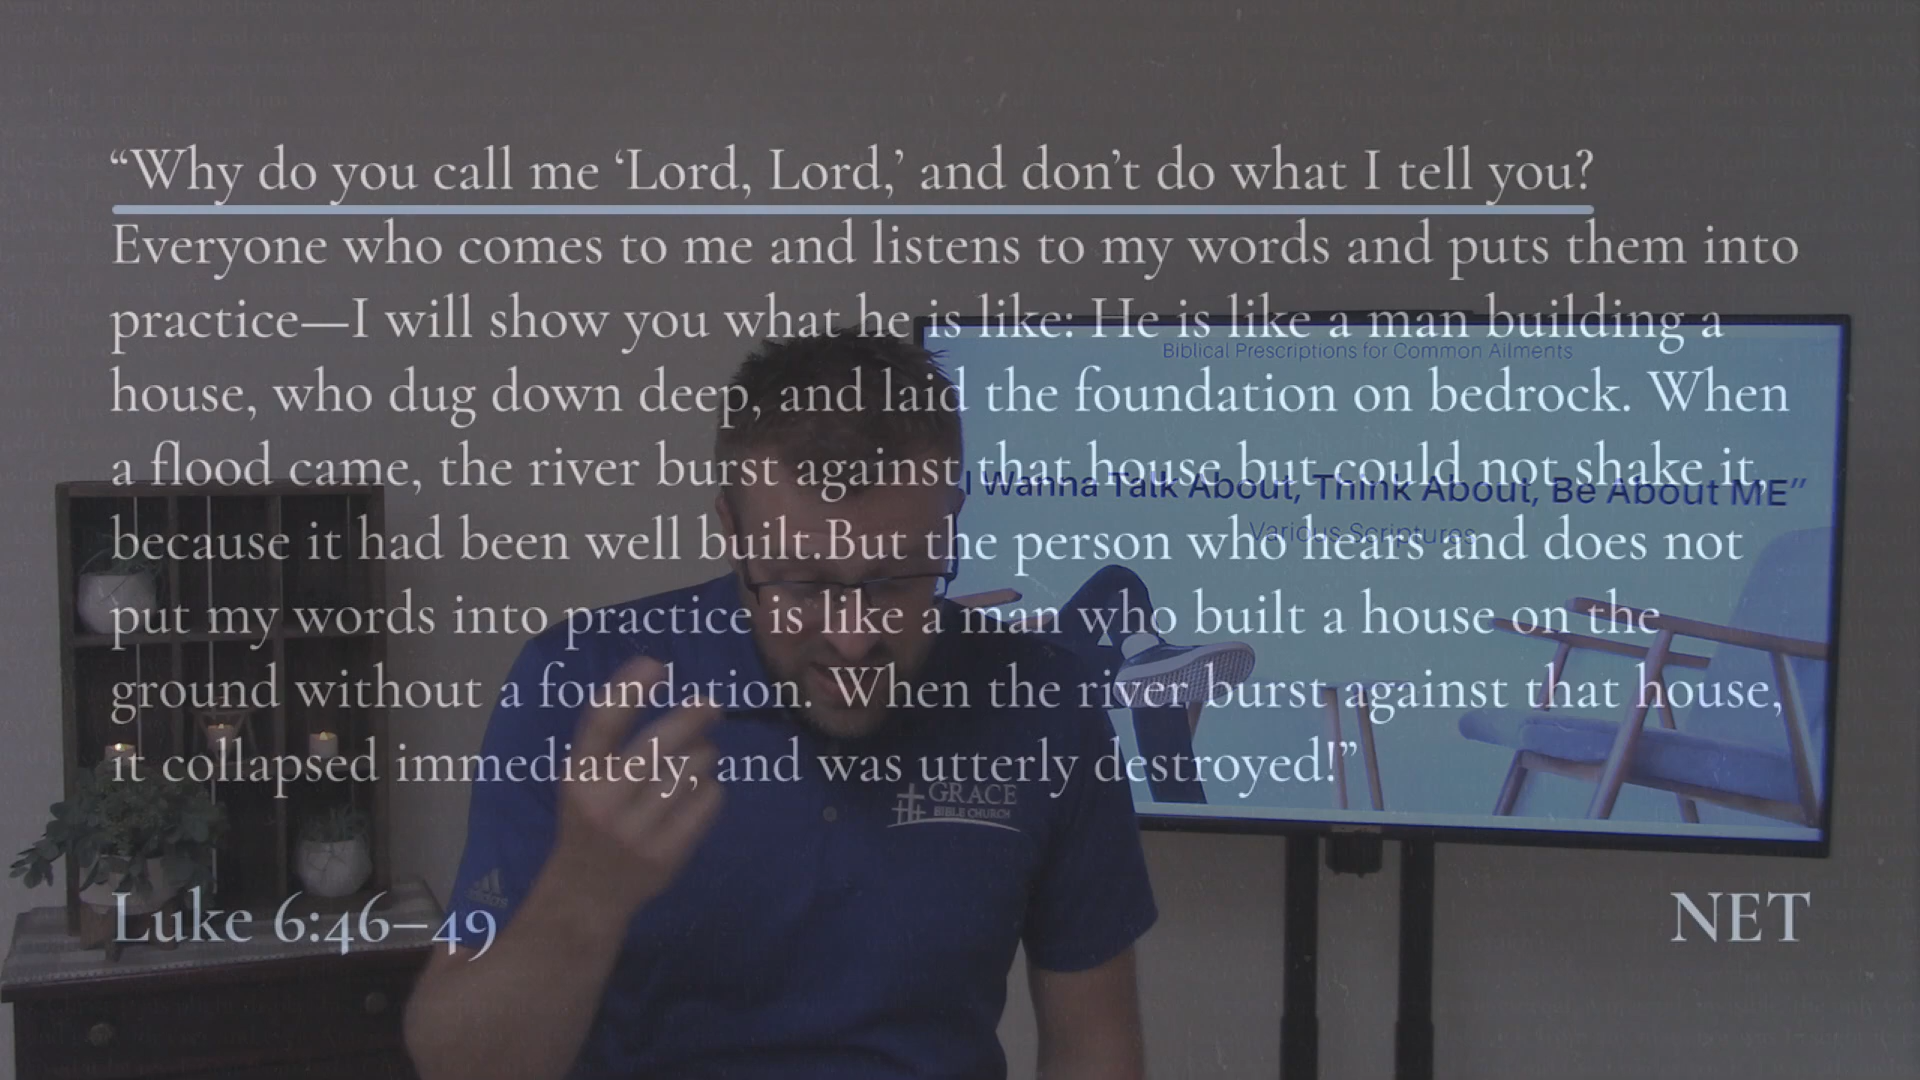 “Why do you call me ‘Lord, Lord,’ and don’t do what I tell you?
Everyone who comes to me and listens to my words and puts them into
practice—I will show you what he is like: He is like a man building a
house, who dug down deep, and laid the foundation on bedrock. When
a flood came, the river burst against that house but could not shake it,
because it had been well built.But the person who hears and does not
put my words into practice is like a man who built a house on the
ground without a foundation. When the river burst against that house,
it collapsed immediately, and was utterly destroyed!”
Luke 6:46–49
NET
Biblical Prescriptions for Common Ailments
I Wanna Talk About, Think About, Be About ME”
Various Scriptures
GRACE
BIBLE CHURCH
adidas